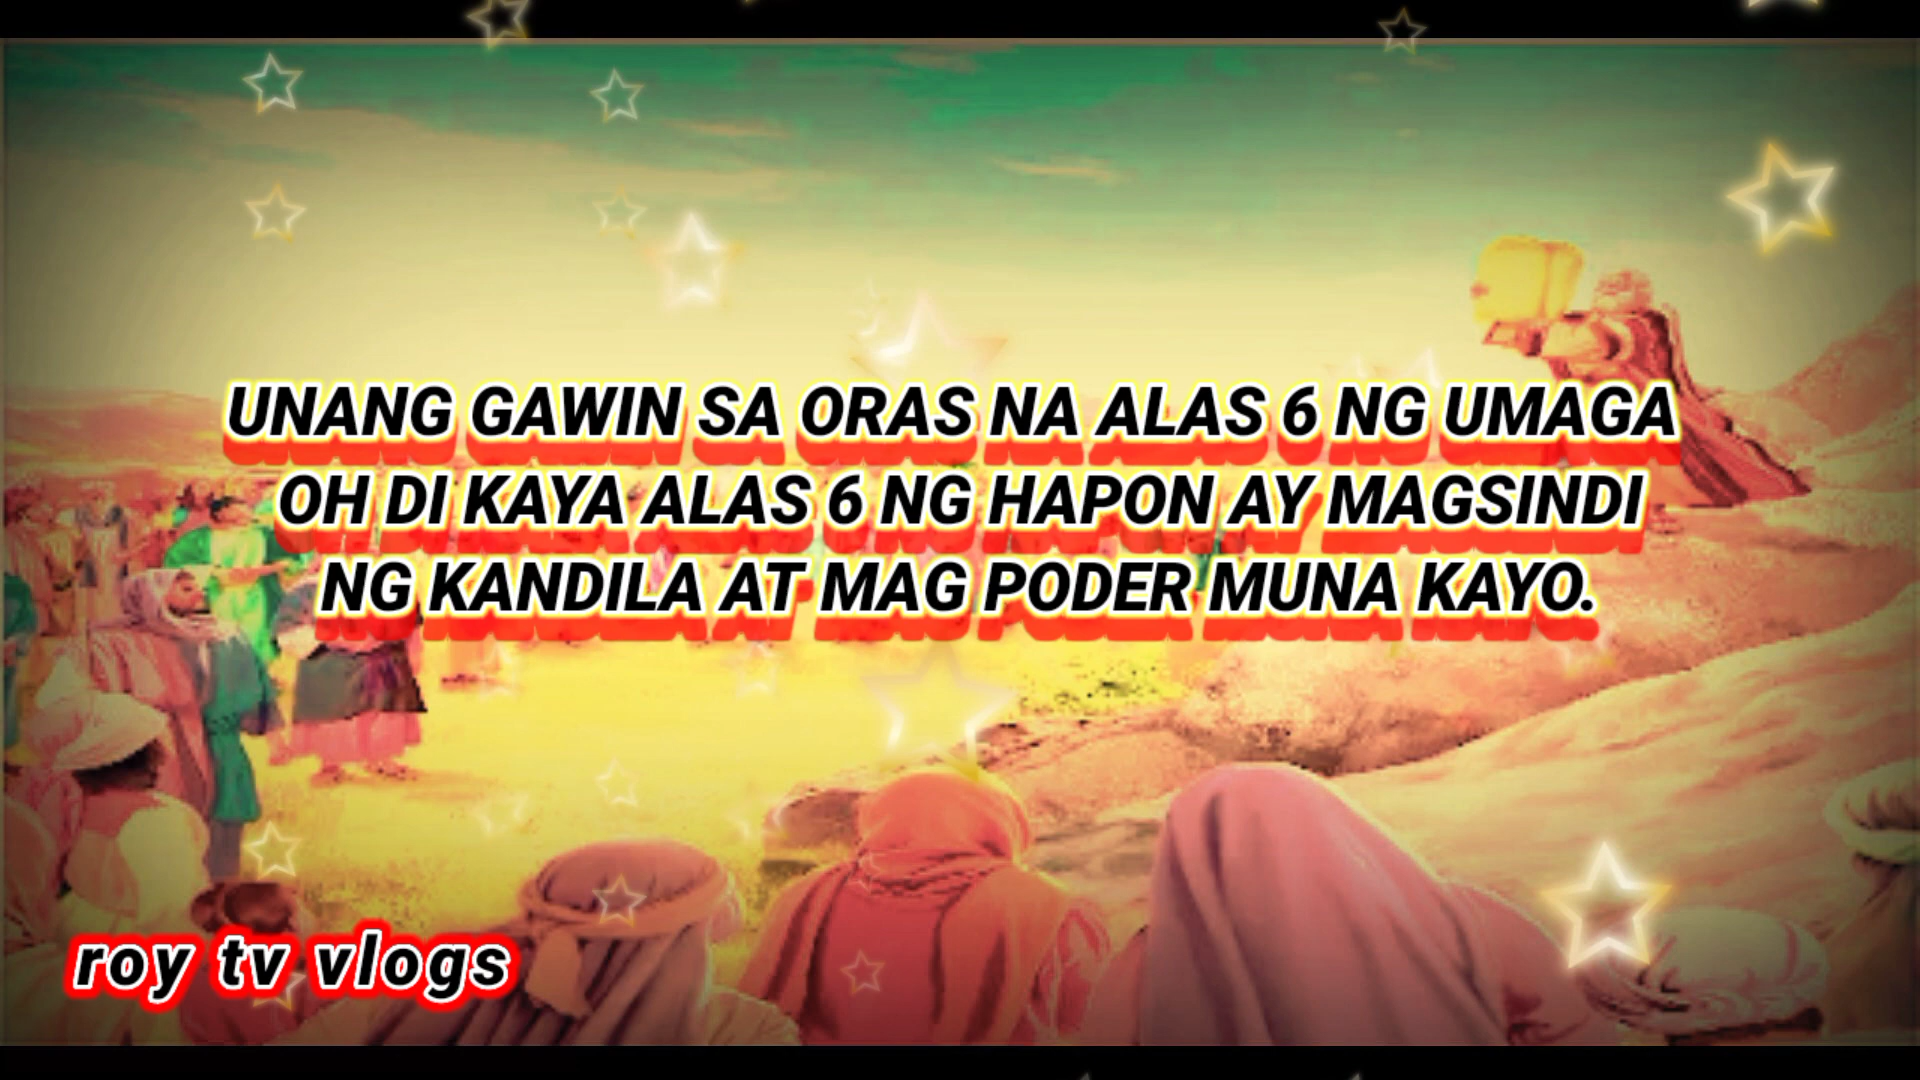 UNANG GAWIN SA ORAS NA ALAS 6 NG UMAGA
OH DI KAYA ALAS 6 NG HAPON AY MAGSINDI
NG KANDILA AT MAG PODER MUNA KAYO.
roy tv vlogs